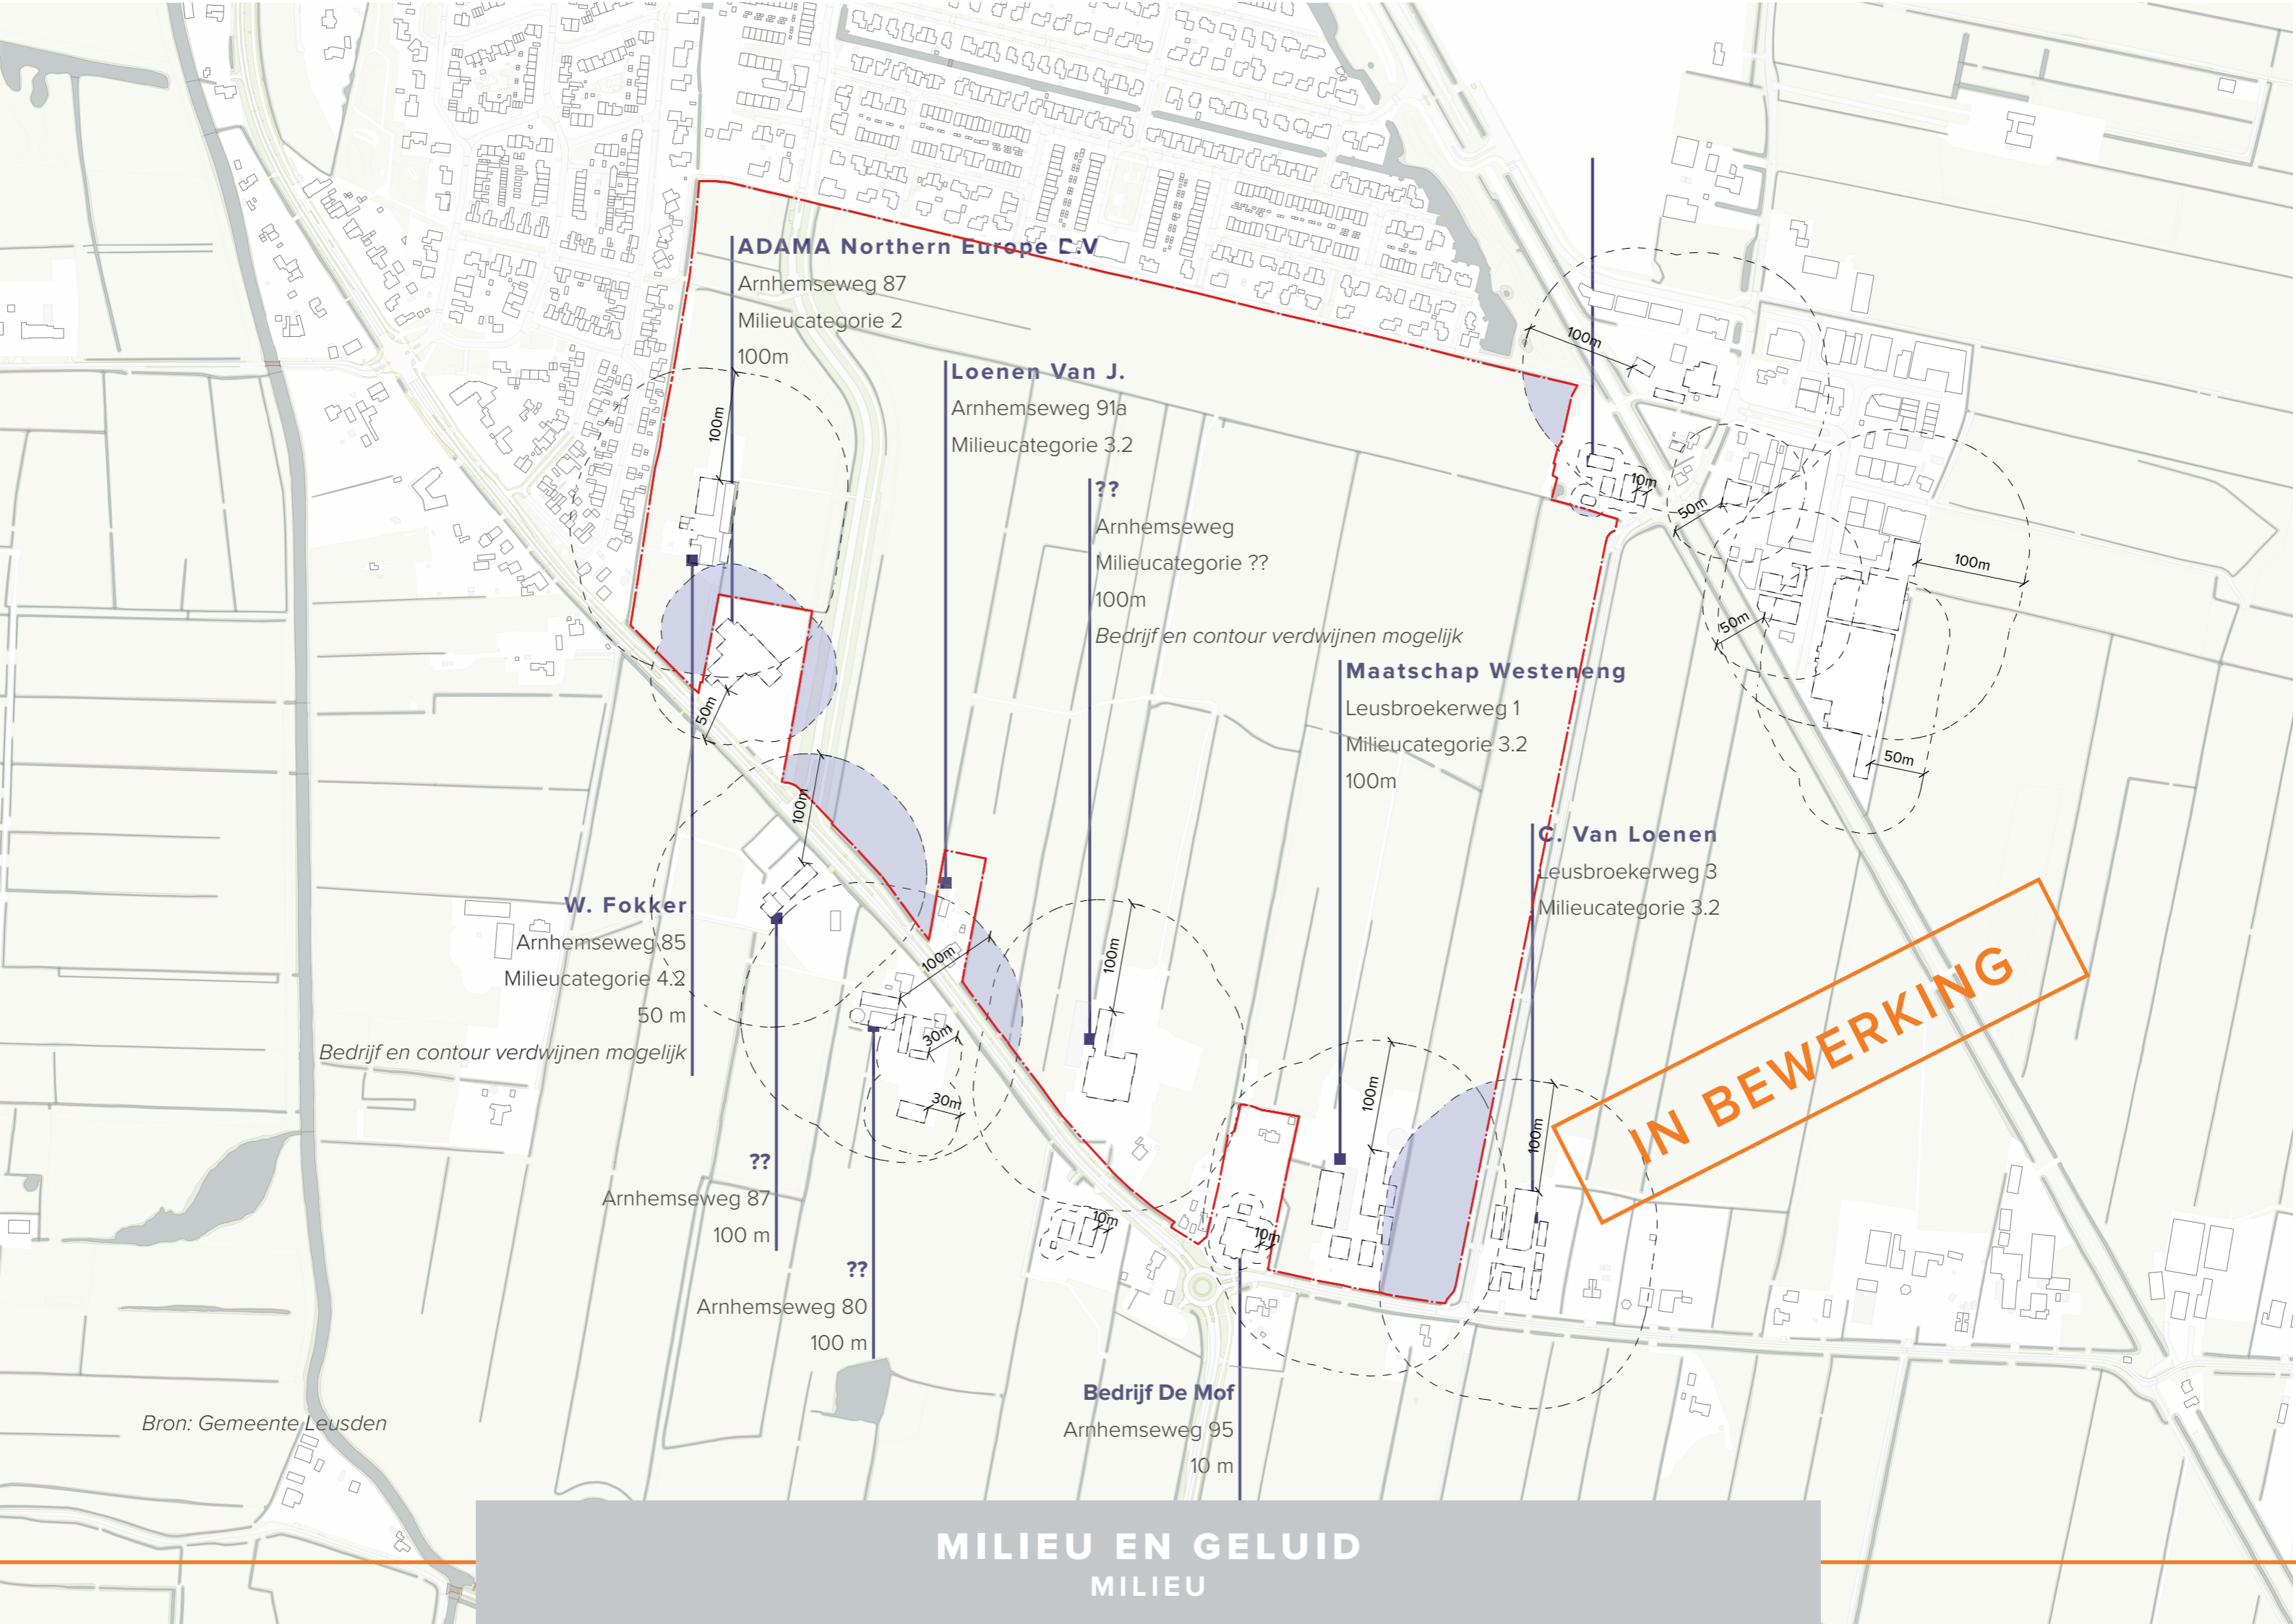 ADAMA Northern Europe B.V
Arnhemseweg 87
Milieucategorie 2
100m
Loenen Van J.
Arnhemseweg 91a
Milieucategorie 3.2
??
Arnhemseweg
Milieucategorie ??
100m
Bedrijf en contour verdwijnen mogelijk
Maatschap Westeneng
Leusbroekerweg 1
Milieucategorie 3.2
100m
C. Van Loenen
Leusbroekerweg 3
Milieucategorie 3.2
W. Fokker
Arnhemseweg 85
Milieucategorie 4.2
50 m
Bedrijf en contour verdwijnen mogelijk
??
Arnhemseweg 87
100 m
??
Arnhemseweg 80
100 m
Bedrijf De Mof
Arnhemseweg 95
10 m
100m
100m
10m
50m
100m
50m
50m
50m
100m
100m
100m
30m
30m
10m
10m
100m
100m
IN BEWERKING
Bron: Gemeente Leusden
MILIEU EN GELUID
MILIEU